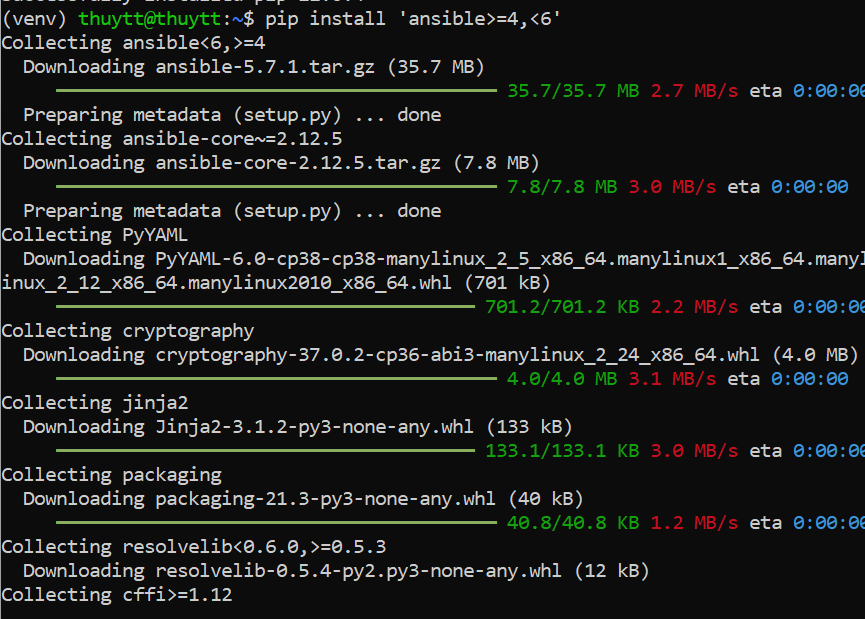 (venv) thuytt@thuytt:~$ pip install 'ansible>=4,<6'
Collecting ansible<6,>=4
Downloading ansible-5.7.1.tar.gz (35.7 MB)
35.7/35.7 MB 2.7 MB/s eta 0:00:00
Preparing metadata (setup.py) ... done
Collecting ansible-core~=2.12.5
Downloading ansible-core-2.12.5.tar.gz (7.8 MB)
7.8/7.8 MB 3.0 MB/s eta 0:00:00
Preparing metadata (setup.py) ... done
Collecting PyYAML
Downloading PyYAML-6.0-cp38-cp38-manylinux_2_5_x86_64.manylinux1_x86_64.manyl
inux_2_12_x86_64.manylinux2010_x86_64.whl (701 kB)
701.2/701.2 KB 2.2 MB/s eta 0:00:00
Collecting cryptography
Downloading cryptography-37.0.2-cp36-abi3-manylinux_2_24_x86_64.whl (4.0 MB)
4.0/4.0 MB 3.1 MB/s eta 0:00:00
Collecting jinja2
Downloading Jinja2-3.1.2-py3-none-any.whl (133 kB)
133.1/133.1 KB 3.0 MB/s eta 0:00:00
Collecting packaging
Downloading packaging-21.3-py3-none-any.whl (40 kB)
40.8/40.8 KB 1.2 MB/s eta 0:00:00
Collecting resolvelib<0.6.0,>=0.5.3
Downloading resolvelib-0.5.4-py2.py3-none-any.whl (12 kB)
Collecting cffi>=1.12